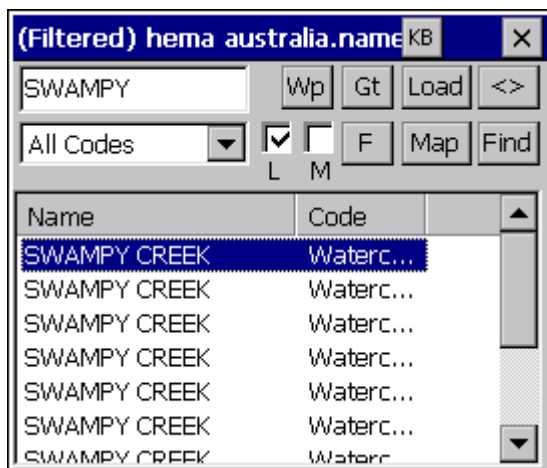 (Filtered) hema australia.name KB
SWAMPY Wp Gt Load <>
All Codes F Map Find
L M
Name Code
SWAMPY CREEK Waterc...
SWAMPY CREEK Waterc...
SWAMPY CREEK Waterc...
SWAMPY CREEK Waterc...
SWAMPY CREEK Waterc...
SWAMPY CREEK Waterc...
SWAMPY CREEK Waterc...